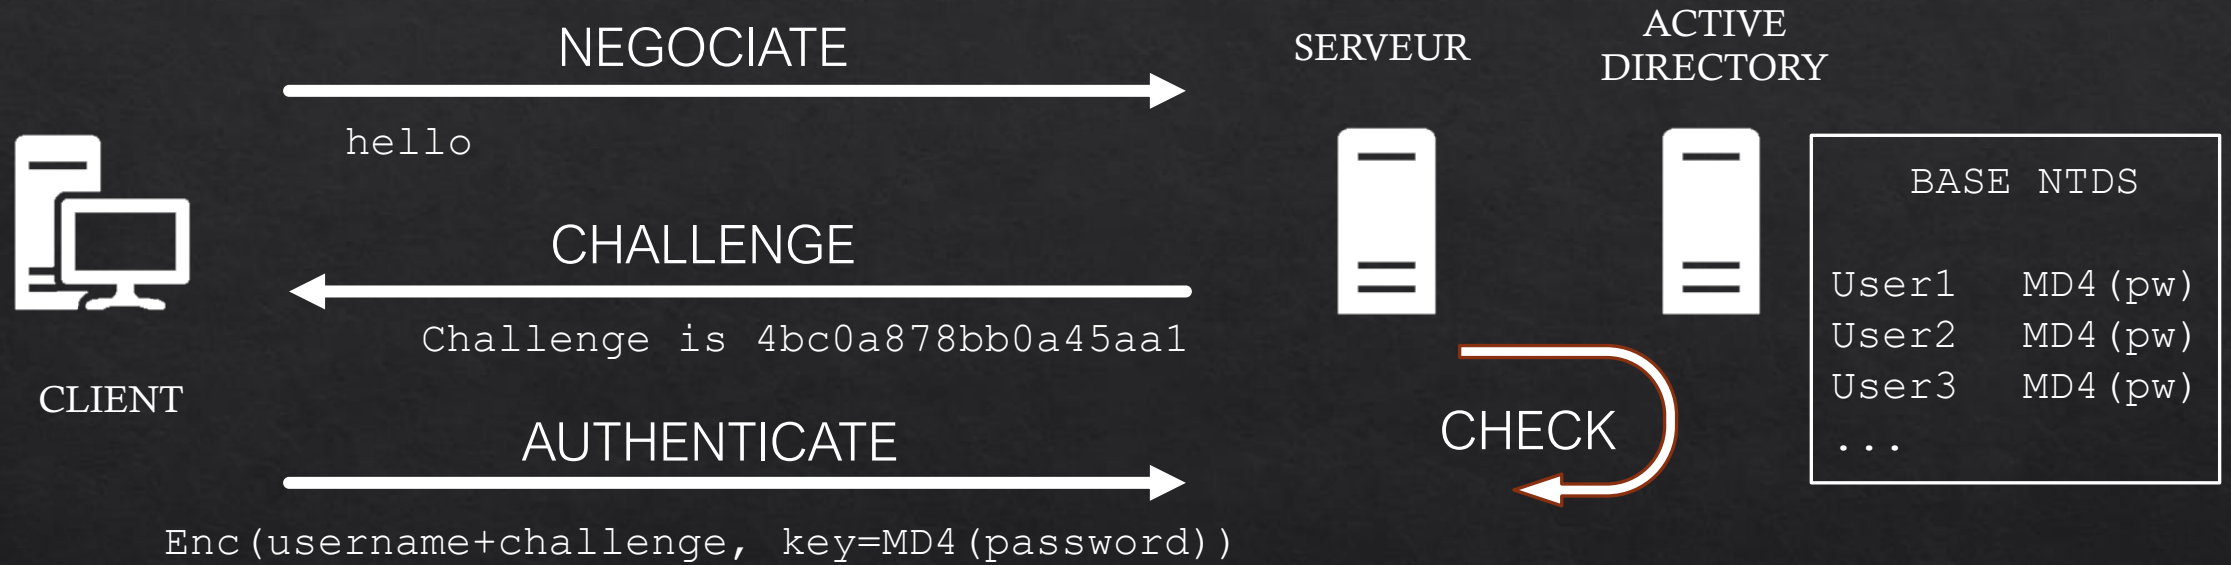 NEGOCIATE
hello
CHALLENGE
Challenge is 4bc0a878bb0a45aa1
AUTHENTICATE
Enc(username+challenge, key=MD4(password))
CLIENT
SERVEUR
ACTIVE
DIRECTORY
CHECK
BASE NTDS
User1 MD4(pw)
User2 MD4(pw)
User3 MD4(pw)
...